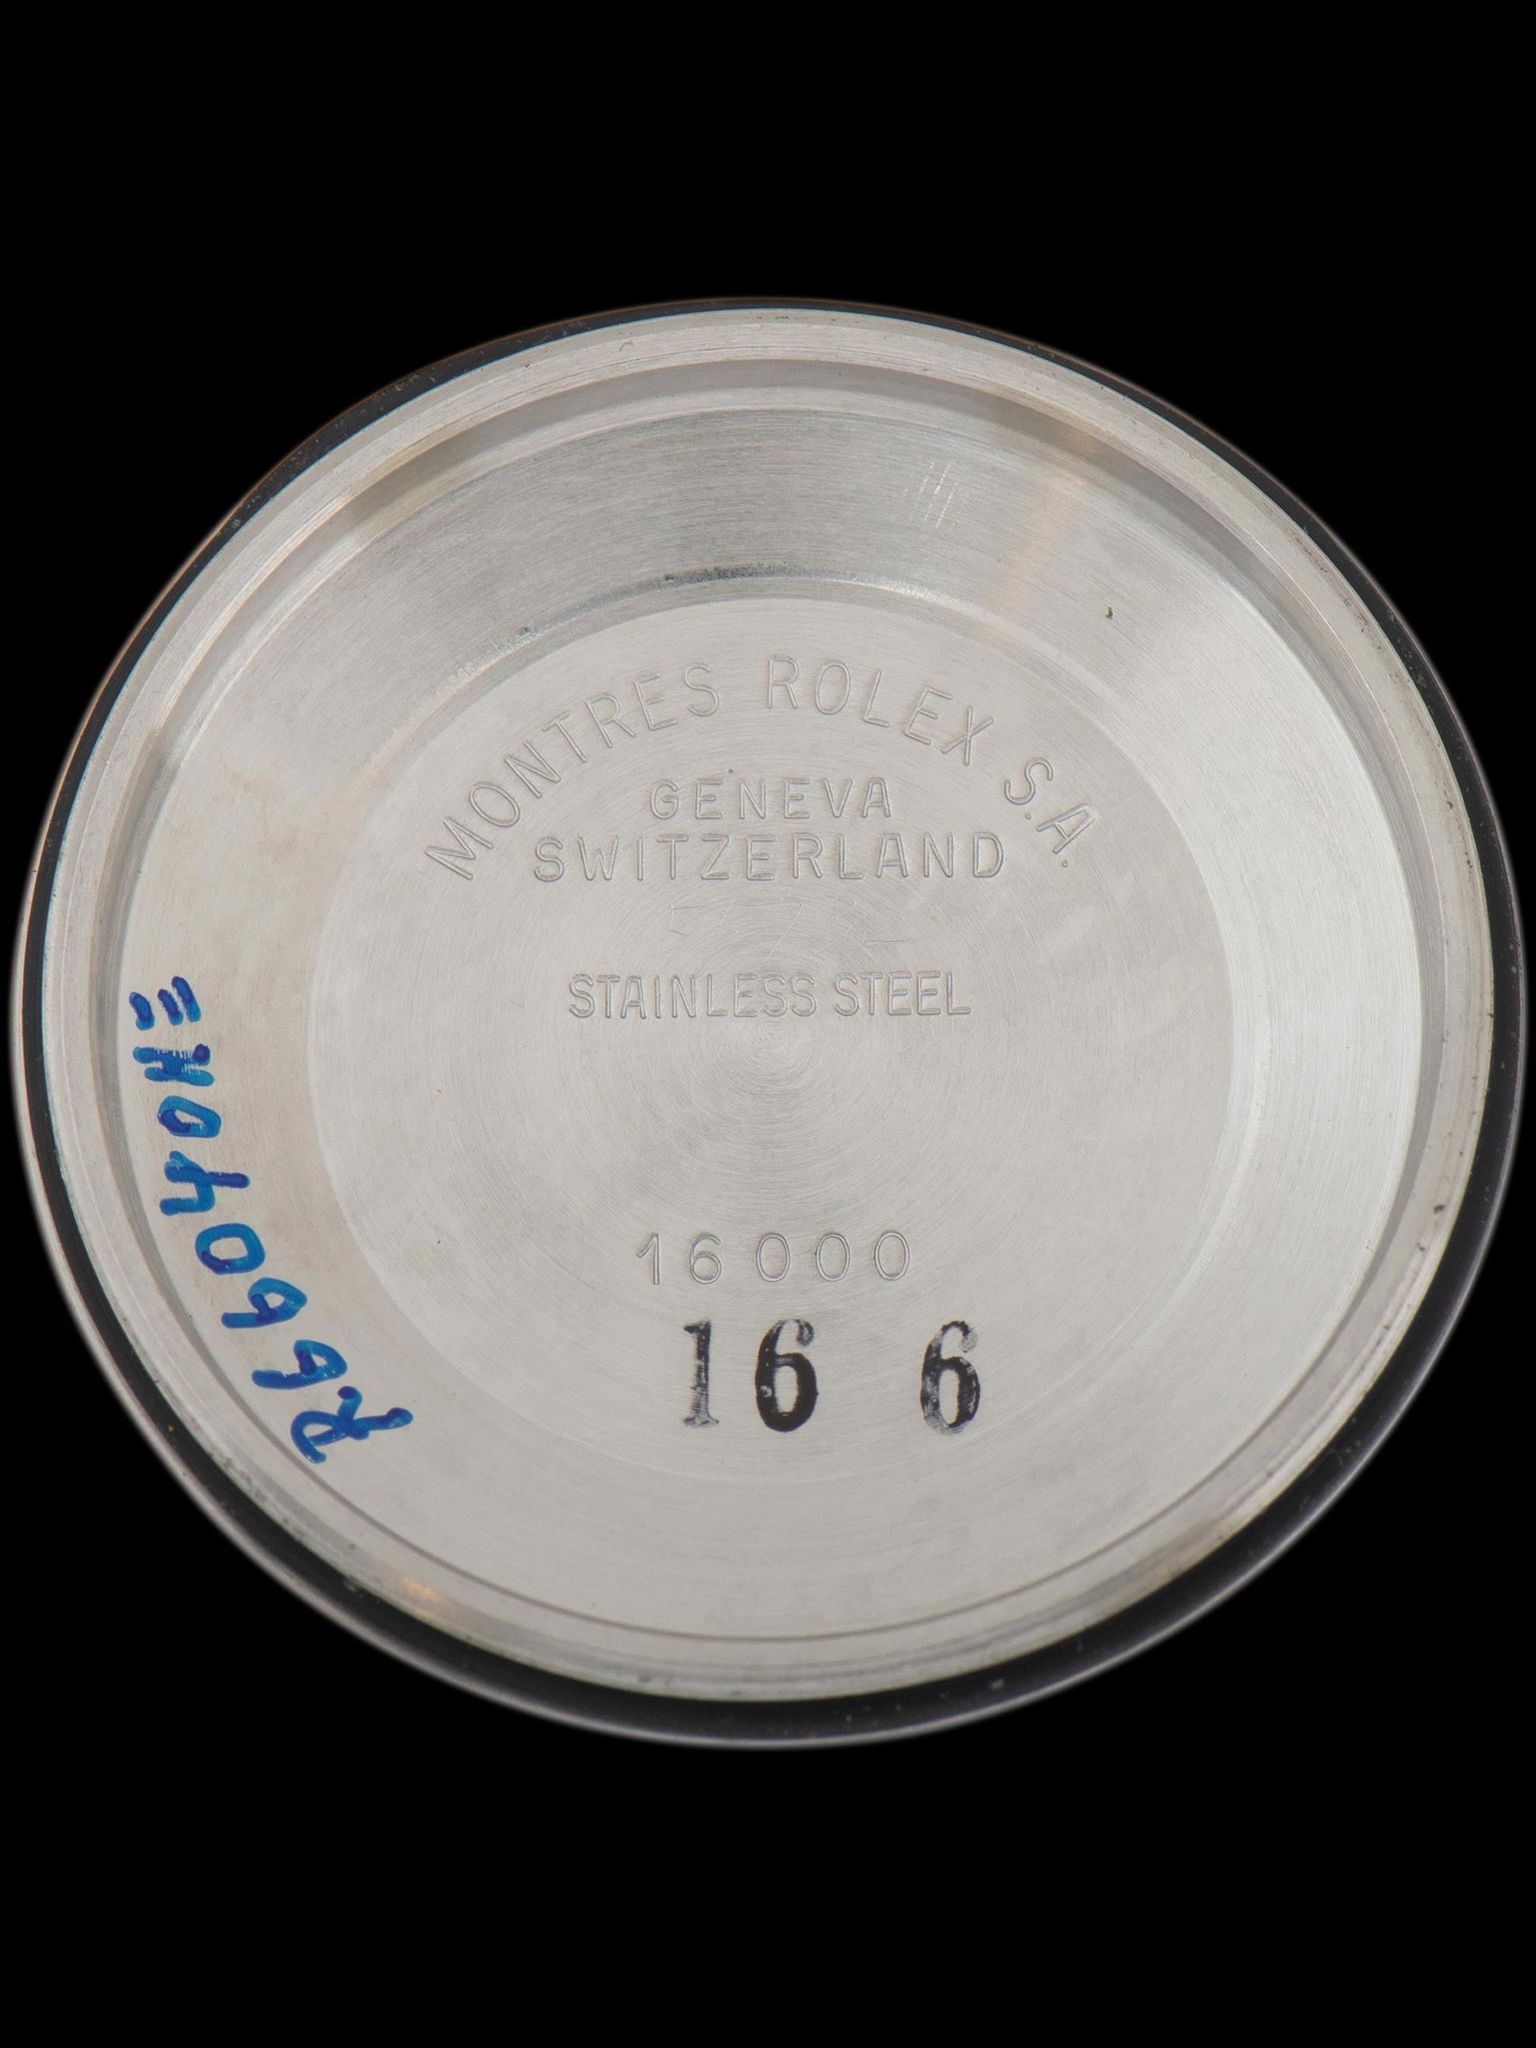 MONTRES ROLEX S.A.
GENEVA
SWITZERLAND
STAINLESS STEEL
16000
16 6